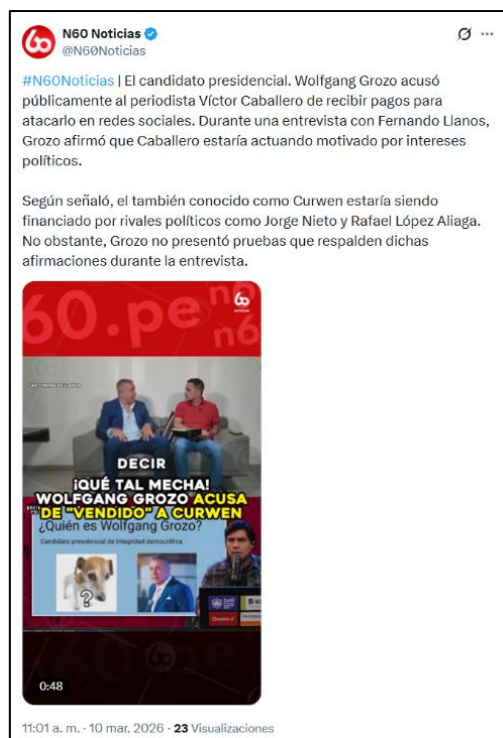 N60 Noticias
@N60Noticias
#N60Noticias | El candidato presidencial. Wolfgang Grozo acusó
públicamente al periodista Víctor Caballero de recibir pagos para
atacarlo en redes sociales. Durante una entrevista con Fernando Llanos,
Grozo afirmó que Caballero estaría actuando motivado por intereses
políticos.
Según señaló, el también conocido como Curwen estaría siendo
financiado por rivales políticos como Jorge Nieto y Rafael López Aliaga.
No obstante, Grozo no presentó pruebas que respalden dichas
afirmaciones durante la entrevista.
60.pe
n6
DECIR
¡QUÉ TAL MECHA!
WOLFGANG GROZO ACUSA
DE "VENDIDO" A CURWEN
¿Quién es Wolfgang Grozo?
Candidato presidencial de Integridad democrática
?
0:48
11:01 a. m. · 10 mar. 2026 · 23 Visualizaciones